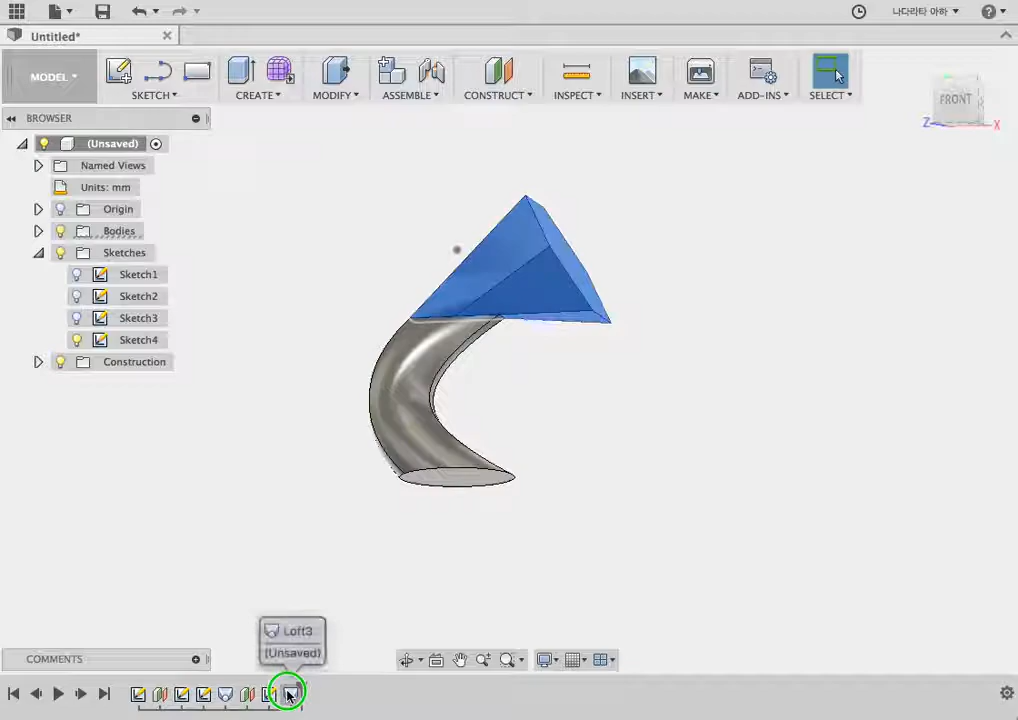 나다라타 아하
Untitled*
MODEL
SKETCH
CREATE
MODIFY
ASSEMBLE
CONSTRUCT
INSPECT
INSERT
MAKE
ADD-INS
SELECT
BROWSER
FRONT
Z
X
(Unsaved)
Named Views
Units: mm
Origin
Bodies
Sketches
Sketch1
Sketch2
Sketch3
Sketch4
Construction
Loft3
(Unsaved)
COMMENTS